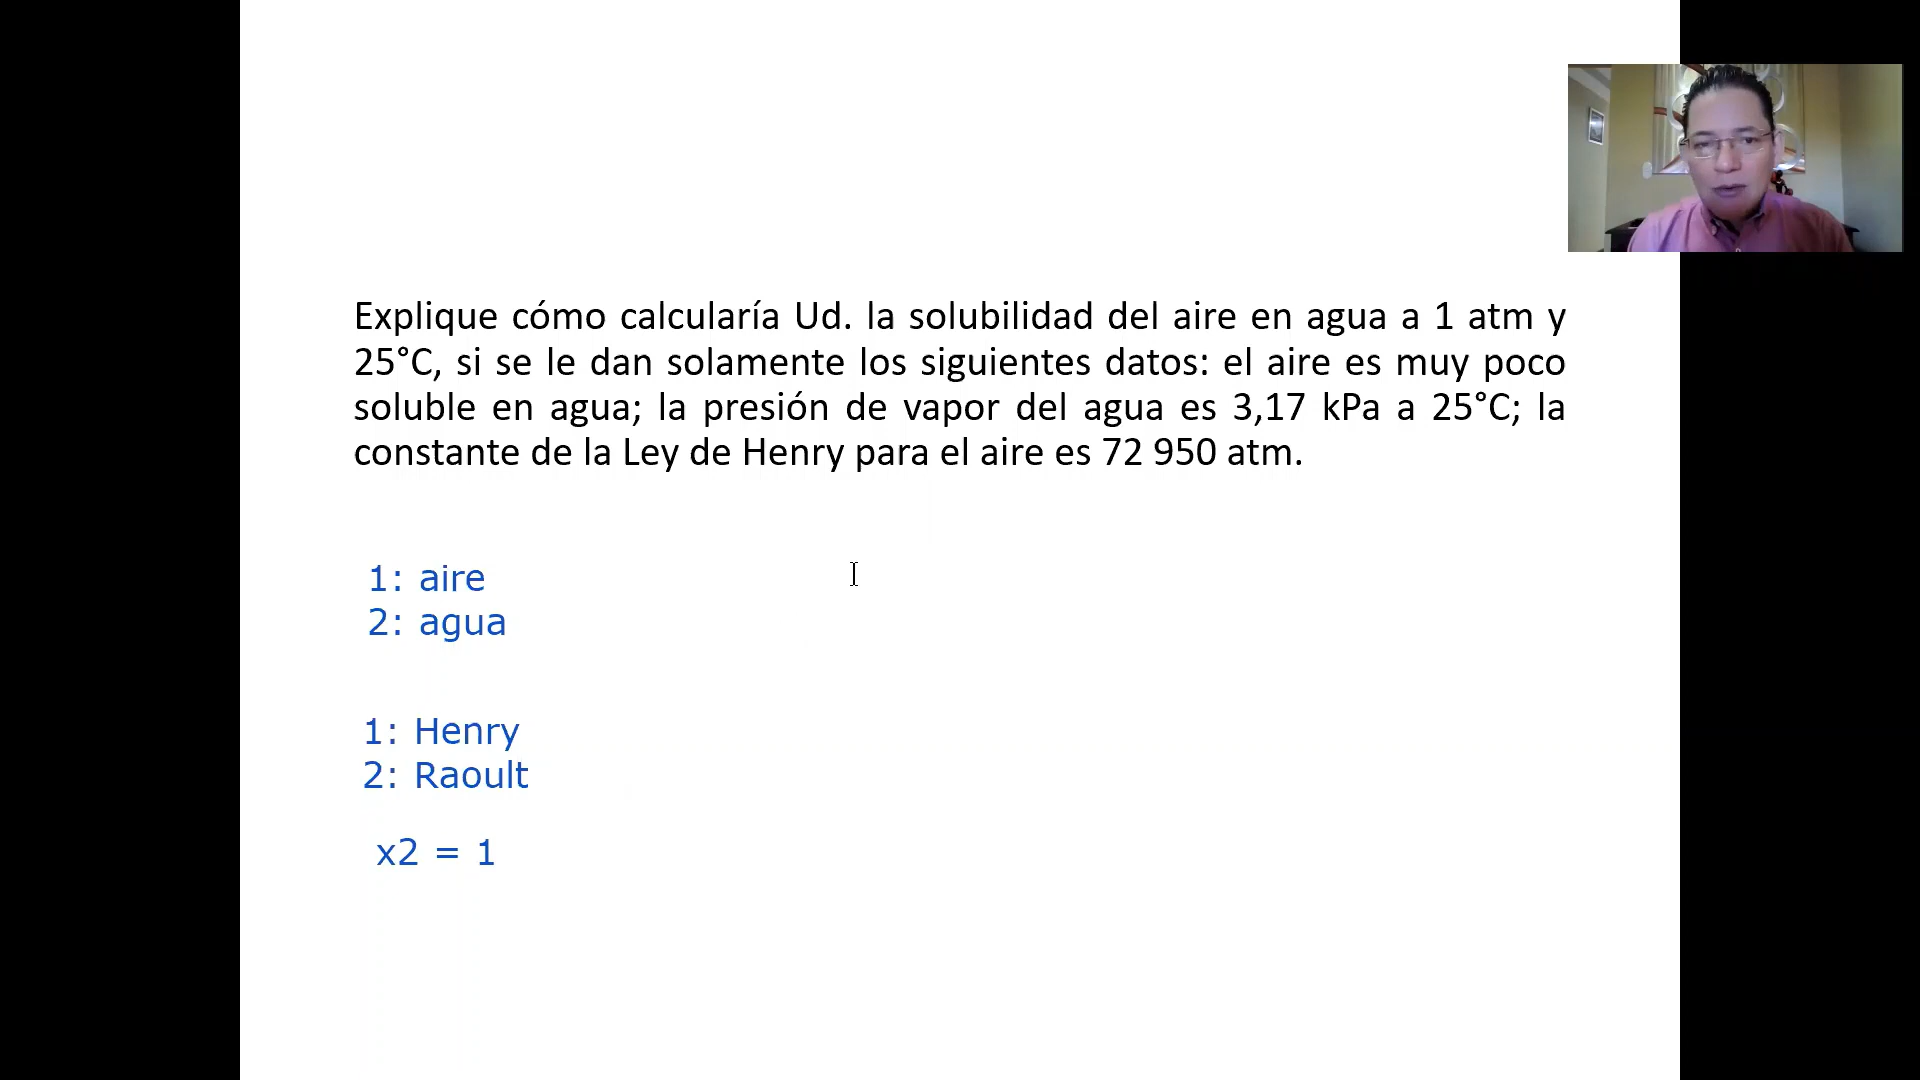 Explique cómo calcularía Ud. la solubilidad del aire en agua a 1 atm y
25°C, si se le dan solamente los siguientes datos: el aire es muy poco
soluble en agua; la presión de vapor del agua es 3,17 kPa a 25°C; la
constante de la Ley de Henry para el aire es 72 950 atm.
1: aire
2: agua
1: Henry
2: Raoult
x2 = 1